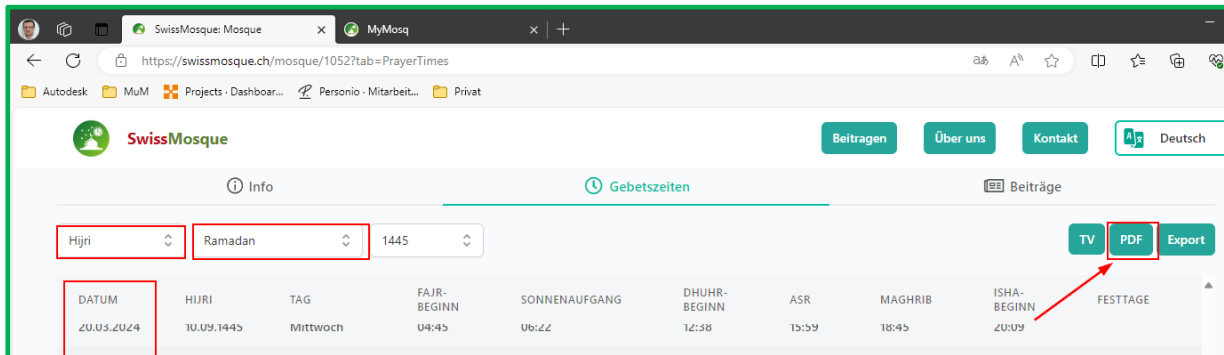 SwissMosque: Mosque
MyMosq
https://swissmosque.ch/mosque/1052?tab=PrayerTimes
Autodesk MuM Projects · Dashboar... Personio · Mitarbeit... Privat
SwissMosque
Beitragen Über uns Kontakt Deutsch
Info Gebetszeiten Beiträge
Hijri Ramadan 1445 TV PDF Export
DATUM HIJRI TAG FAJR-BEGINN SONNENAUFGANG DHUHR-BEGINN ASR MAGHRIB ISHA-BEGINN FESTTAGE
20.03.2024 10.09.1445 Mittwoch 04:45 06:22 12:38 15:59 18:45 20:09